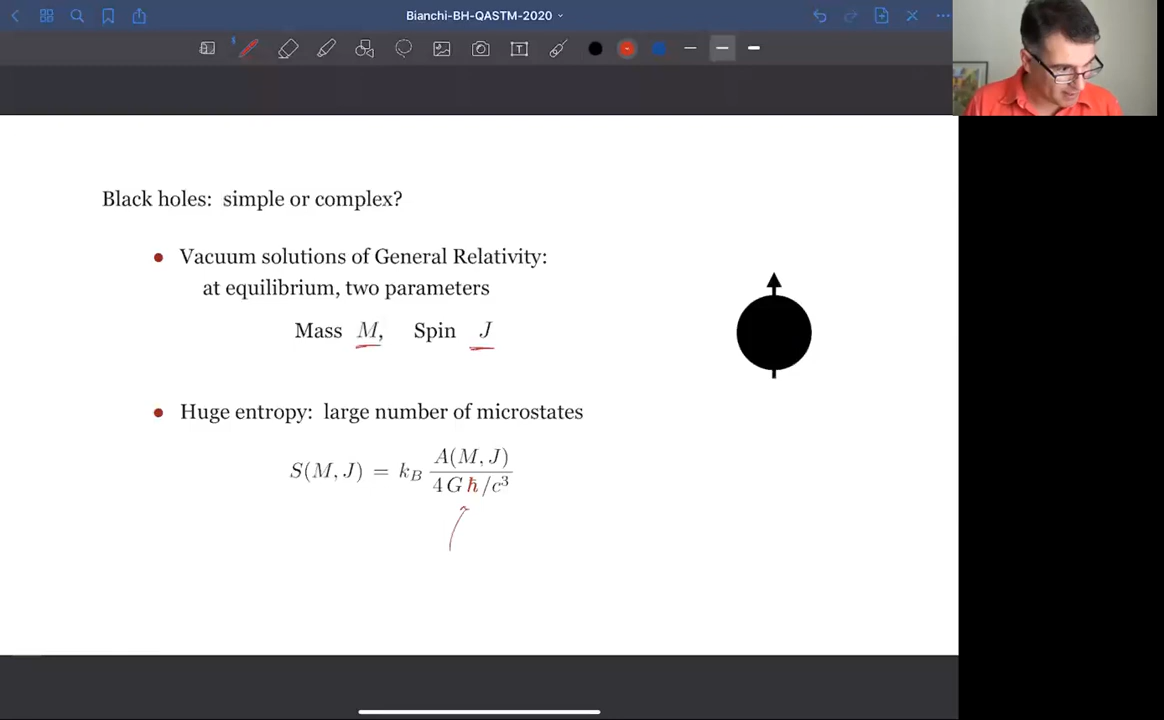 Bianchi-BH-QASTM-2020
T
Black holes: simple or complex?
• Vacuum solutions of General Relativity:
at equilibrium, two parameters
Mass M, Spin J
• Huge entropy: large number of microstates
S(M, J) = k_B A(M, J) / 4 G ħ/c³